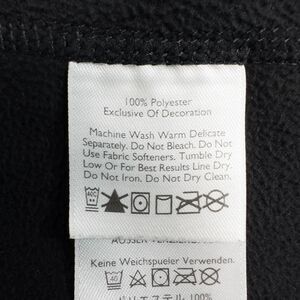 100% Polyester
Exclusive Of Decoration
Machine Wash Warm Delicate
Separately. Do Not Bleach. Do Not
Use Fabric Softeners. Tumble Dry
Low Or For Best Results Line Dry.
Do Not Iron. Do Not Dry Clean.
Keine Weichspueler Verwenden.
40
ポリエステル 100%